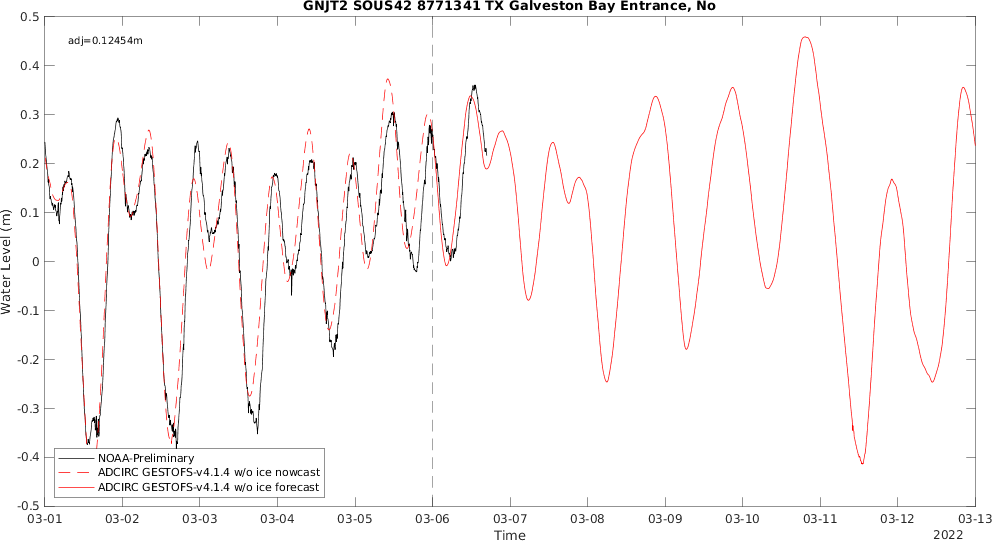 GNJT2 SOUS42 8771341 TX Galveston Bay Entrance, No
adj=0.12454m
0.5
0.4
0.3
0.2
0.1
0
-0.1
-0.2
-0.3
-0.4
-0.5
Water Level (m)
NOAA-Preliminary
ADCIRC GESTOFS-v4.1.4 w/o ice nowcast
ADCIRC GESTOFS-v4.1.4 w/o ice forecast
03-01 03-02 03-03 03-04 03-05 03-06 03-07 03-08 03-09 03-10 03-11 03-12 03-13
Time
2022